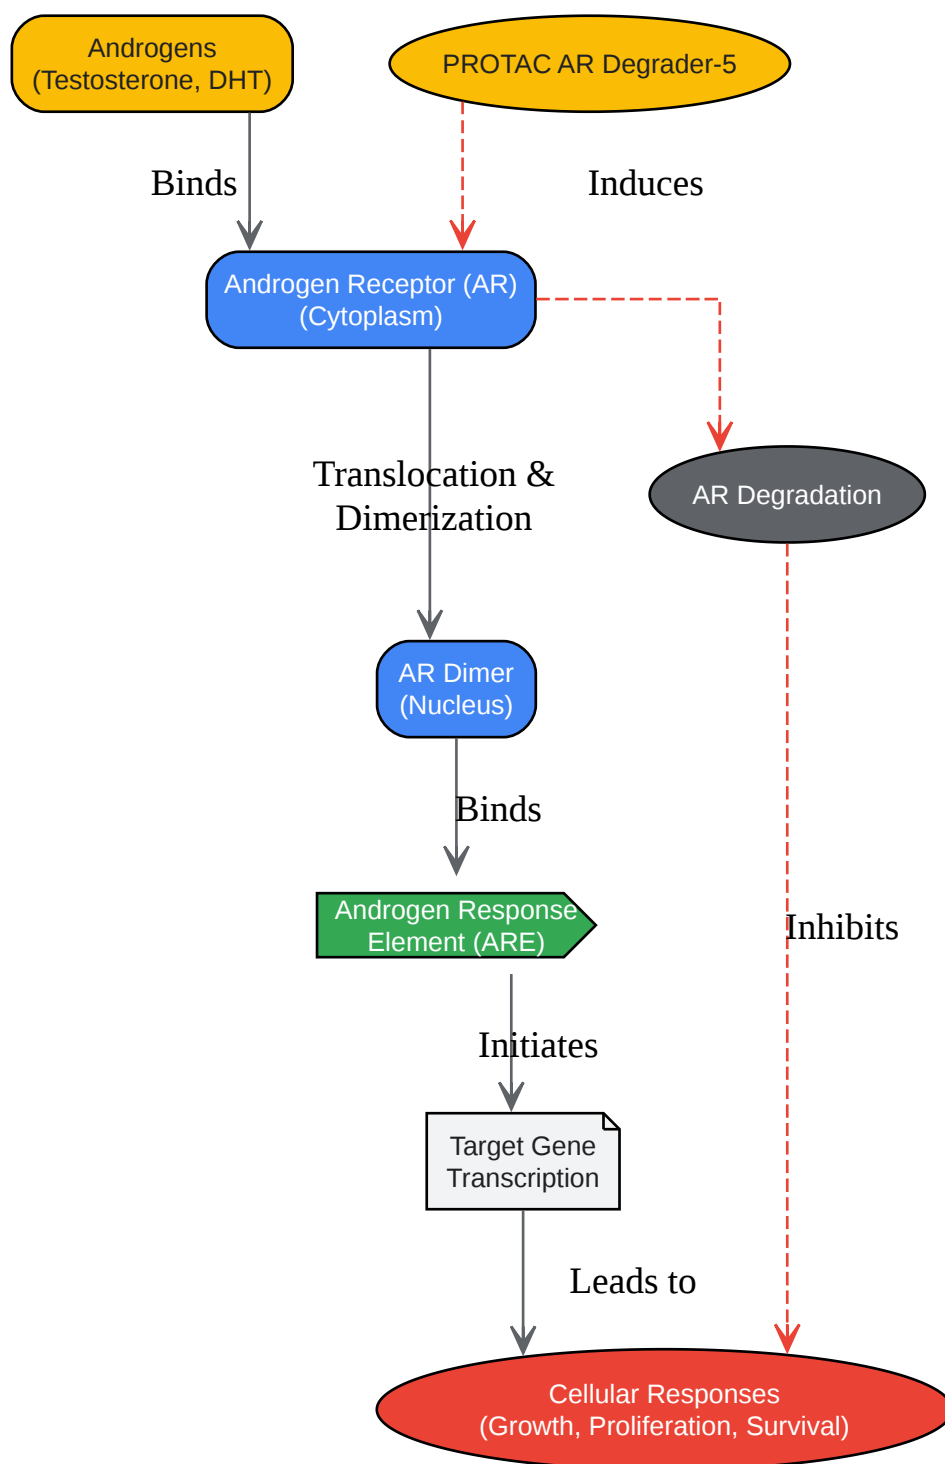 Androgens
(Testosterone, DHT)
PROTAC AR Degrader-5
Binds
Induces
Androgen Receptor (AR)
(Cytoplasm)
Translocation &
Dimerization
AR Degradation
AR Dimer
(Nucleus)
Binds
Androgen Response
Element (ARE)
Inhibits
Initiates
Target Gene
Transcription
Leads to
Cellular Responses
(Growth, Proliferation, Survival)